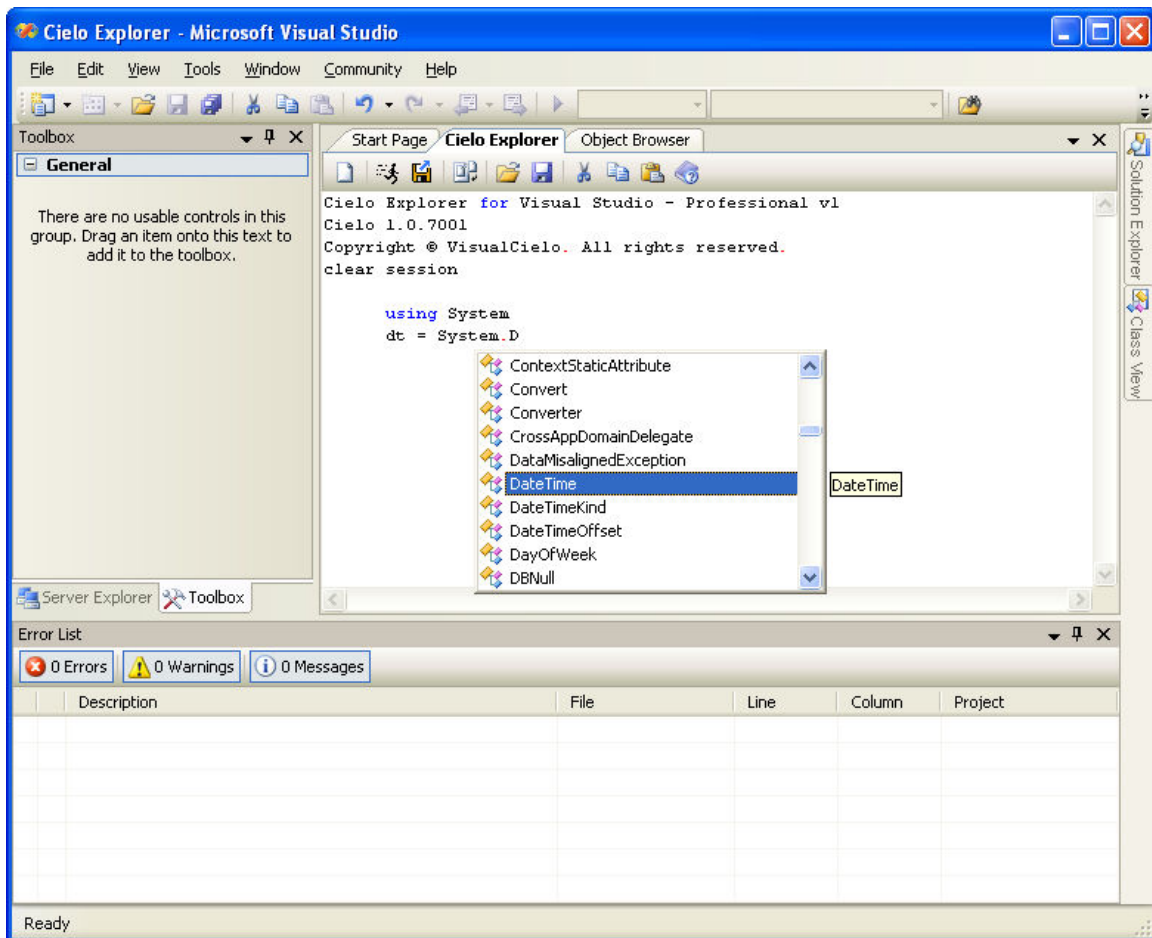 Cielo Explorer - Microsoft Visual Studio
File Edit View Tools Window Community Help
Toolbox
General
There are no usable controls in this
group. Drag an item onto this text to
add it to the toolbox.
Server Explorer Toolbox
Start Page Cielo Explorer Object Browser
Cielo Explorer for Visual Studio - Professional v1
Cielo 1.0.7001
Copyright © VisualCielo. All rights reserved.
clear session
using System
dt = System.D
ContextStaticAttribute
Convert
Converter
CrossAppDomainDelegate
DataMisalignedException
DateTime
DateTimeKind
DateTimeOffset
DayOfWeek
DBNull
DateTime
Solution Explorer
Class View
Error List
0 Errors 0 Warnings 0 Messages
Description File Line Column Project
Ready